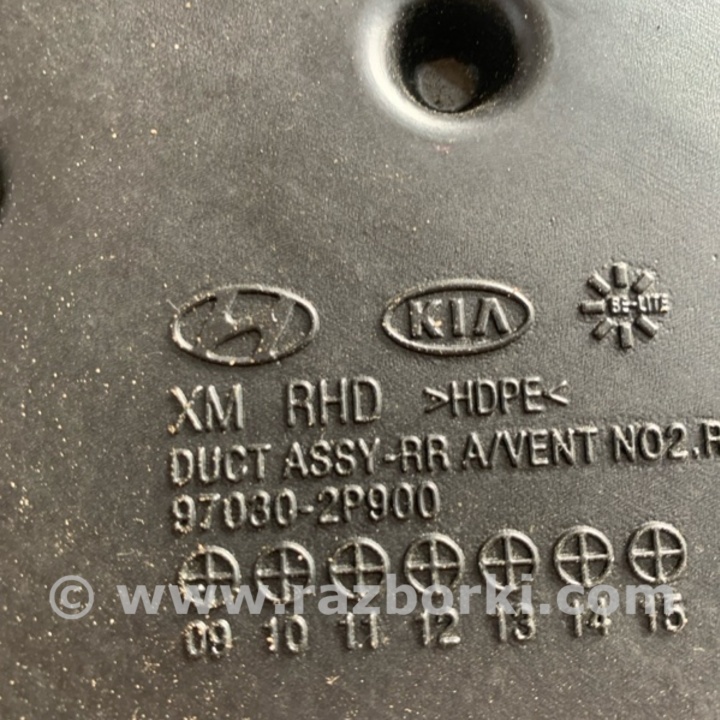 KIA BE-LITE
XM RHD >HDPE<
DUCT ASSY-RR A/VENT NO2.R
97030-2P900
© www.razborki.com
09 10 11 12 13 14 15